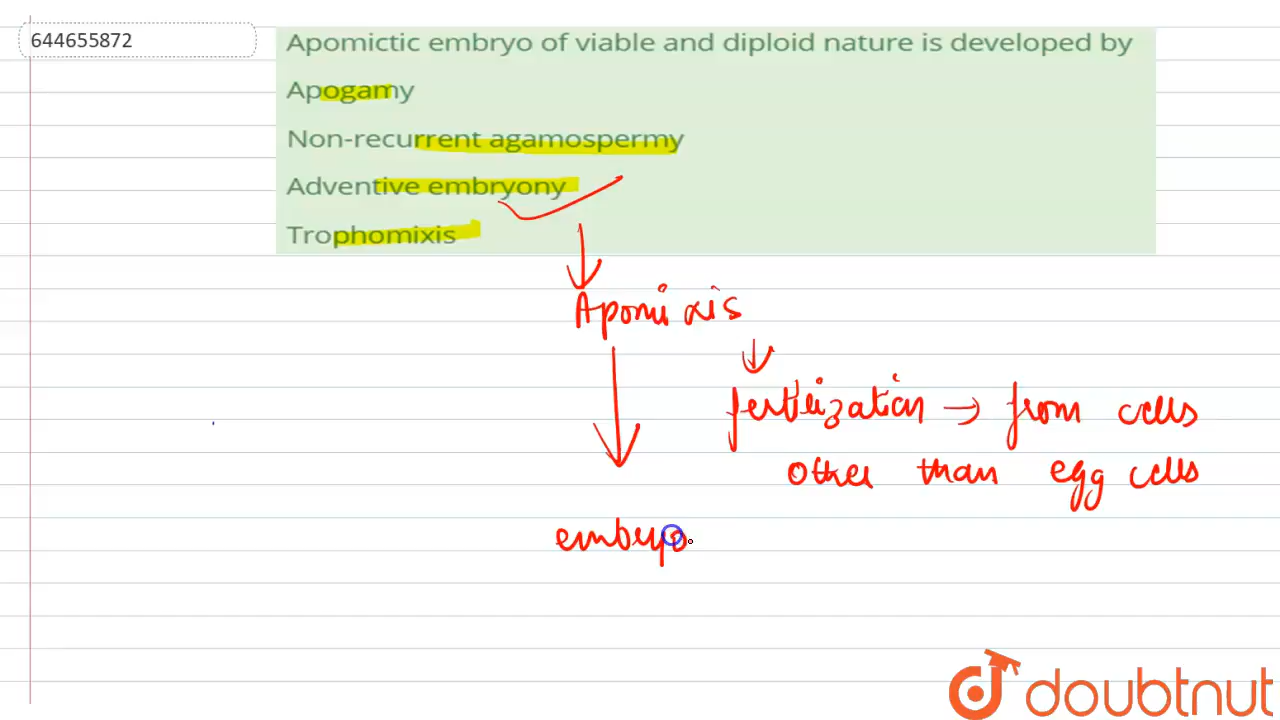 644655872
Apomictic embryo of viable and diploid nature is developed by
Apogamy
Non-recurrent agamospermy
Adventive embryony
Trophomixis
Apomixis
fertilization → from cells
other than egg cells
embryo
doubtnut